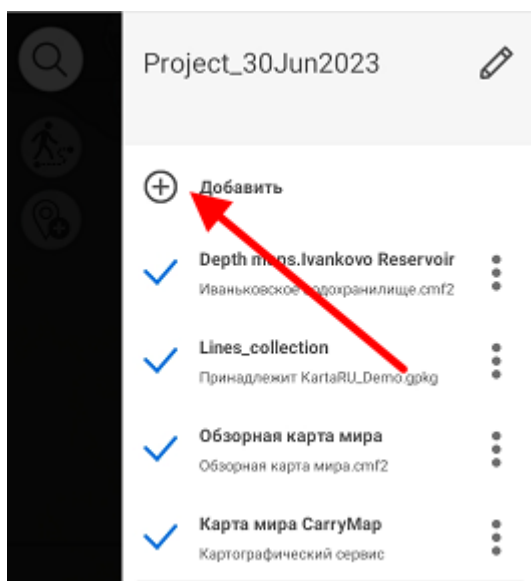 Project_30Jun2023
Добавить
Depth maps.Ivankovo Reservoir
Иваньковское водохранилище.cmf2
Lines_collection
Принадлежит KartaRU_Demo.gpkg
Обзорная карта мира
Обзорная карта мира.cmf2
Карта мира CarryMap
Картографический сервис